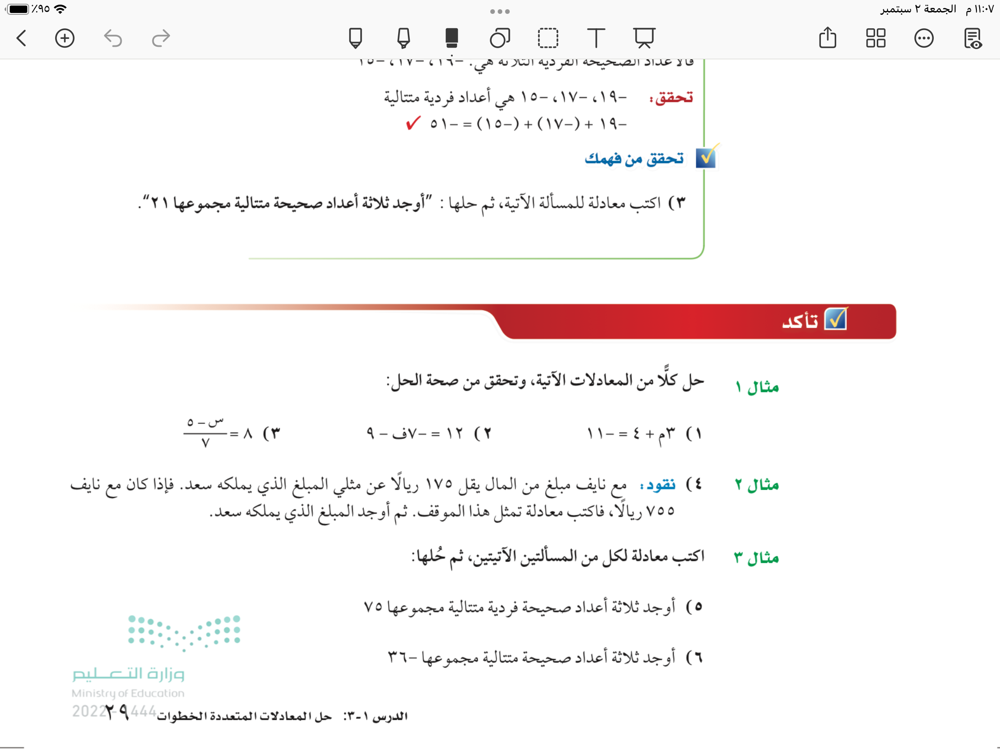 ١١:٠٧ م الجمعة ٢ سبتمبر
٪٩٥
فالأعداد الصحيحة الفردية الثلاثة هي: –١٩، –١٧، –١٥
تحقق: –١٩، –١٧، –١٥ هي أعداد فردية متتالية
–١٩ + (–١٧) + (–١٥) = –٥١ ✓
تحقق من فهمك
٣) اكتب معادلة للمسألة الآتية، ثم حلها : ”أوجد ثلاثة أعداد صحيحة متتالية مجموعها ٢١“.
تأكد
مثال ١ حل كلًّا من المعادلات الآتية، وتحقق من صحة الحل:
١) ٣م + ٤ = –١١ ٢) ١٢ = –٧ف – ٩ ٣) ٨ = (س – ٥)/٧
مثال ٢ ٤) نقود: مع نايف مبلغ من المال يقل ١٧٥ ريالًا عن مثلي المبلغ الذي يملكه سعد. فإذا كان مع نايف
٧٥٥ ريالًا، فاكتب معادلة تمثل هذا الموقف. ثم أوجد المبلغ الذي يملكه سعد.
مثال ٣ اكتب معادلة لكل من المسألتين الآتيتين، ثم حُلها:
٥) أوجد ثلاثة أعداد صحيحة فردية متتالية مجموعها ٧٥
٦) أوجد ثلاثة أعداد صحيحة متتالية مجموعها –٣٦
وزارة التعليم
Ministry of Education
2022 - 1444
الدرس ١-٣: حل المعادلات المتعددة الخطوات ٢٩